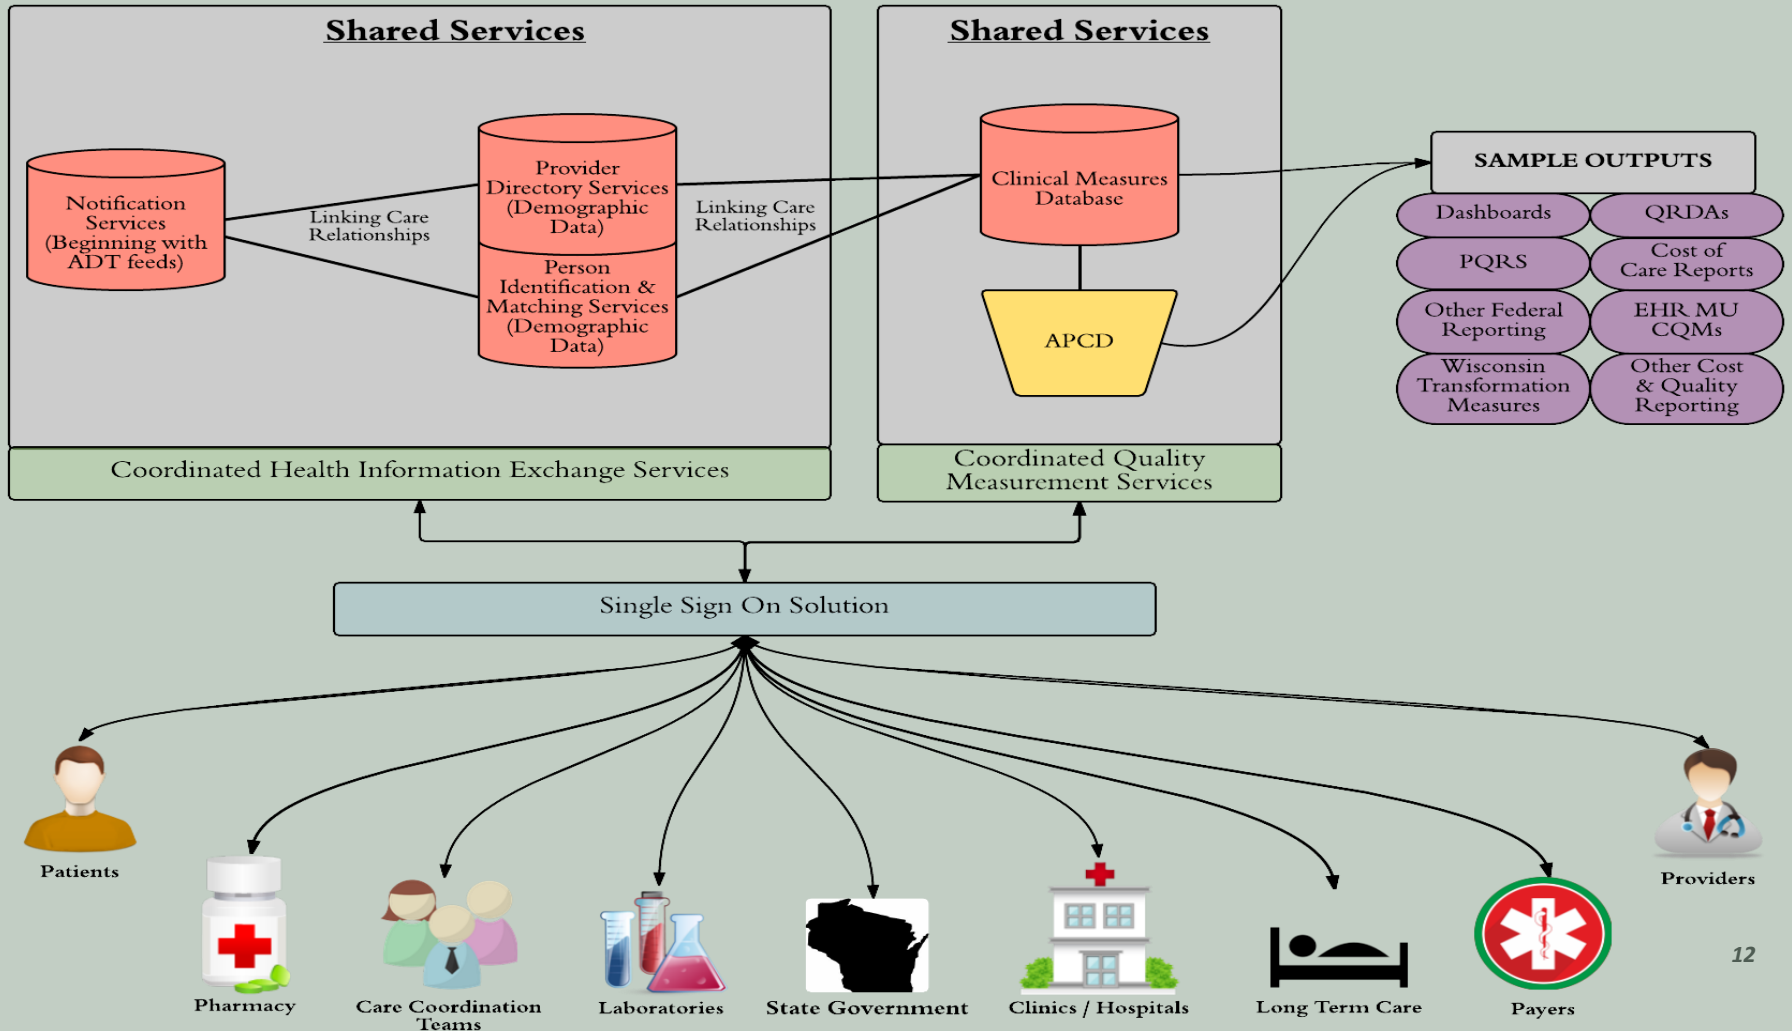 Shared Services
Notification
Services
(Beginning with
ADT feeds)
Linking Care
Relationships
Provider
Directory Services
(Demographic
Data)
Person
Identification &
Matching Services
(Demographic
Data)
Linking Care
Relationships
Coordinated Health Information Exchange Services
Shared Services
Clinical Measures
Database
APCD
Coordinated Quality
Measurement Services
SAMPLE OUTPUTS
Dashboards
QRDAs
PQRS
Cost of
Care Reports
Other Federal
Reporting
EHR MU
CQMs
Wisconsin
Transformation
Measures
Other Cost
& Quality
Reporting
Single Sign On Solution
Patients
Pharmacy
Care Coordination
Teams
Laboratories
State Government
Clinics / Hospitals
Long Term Care
Payers
Providers
12